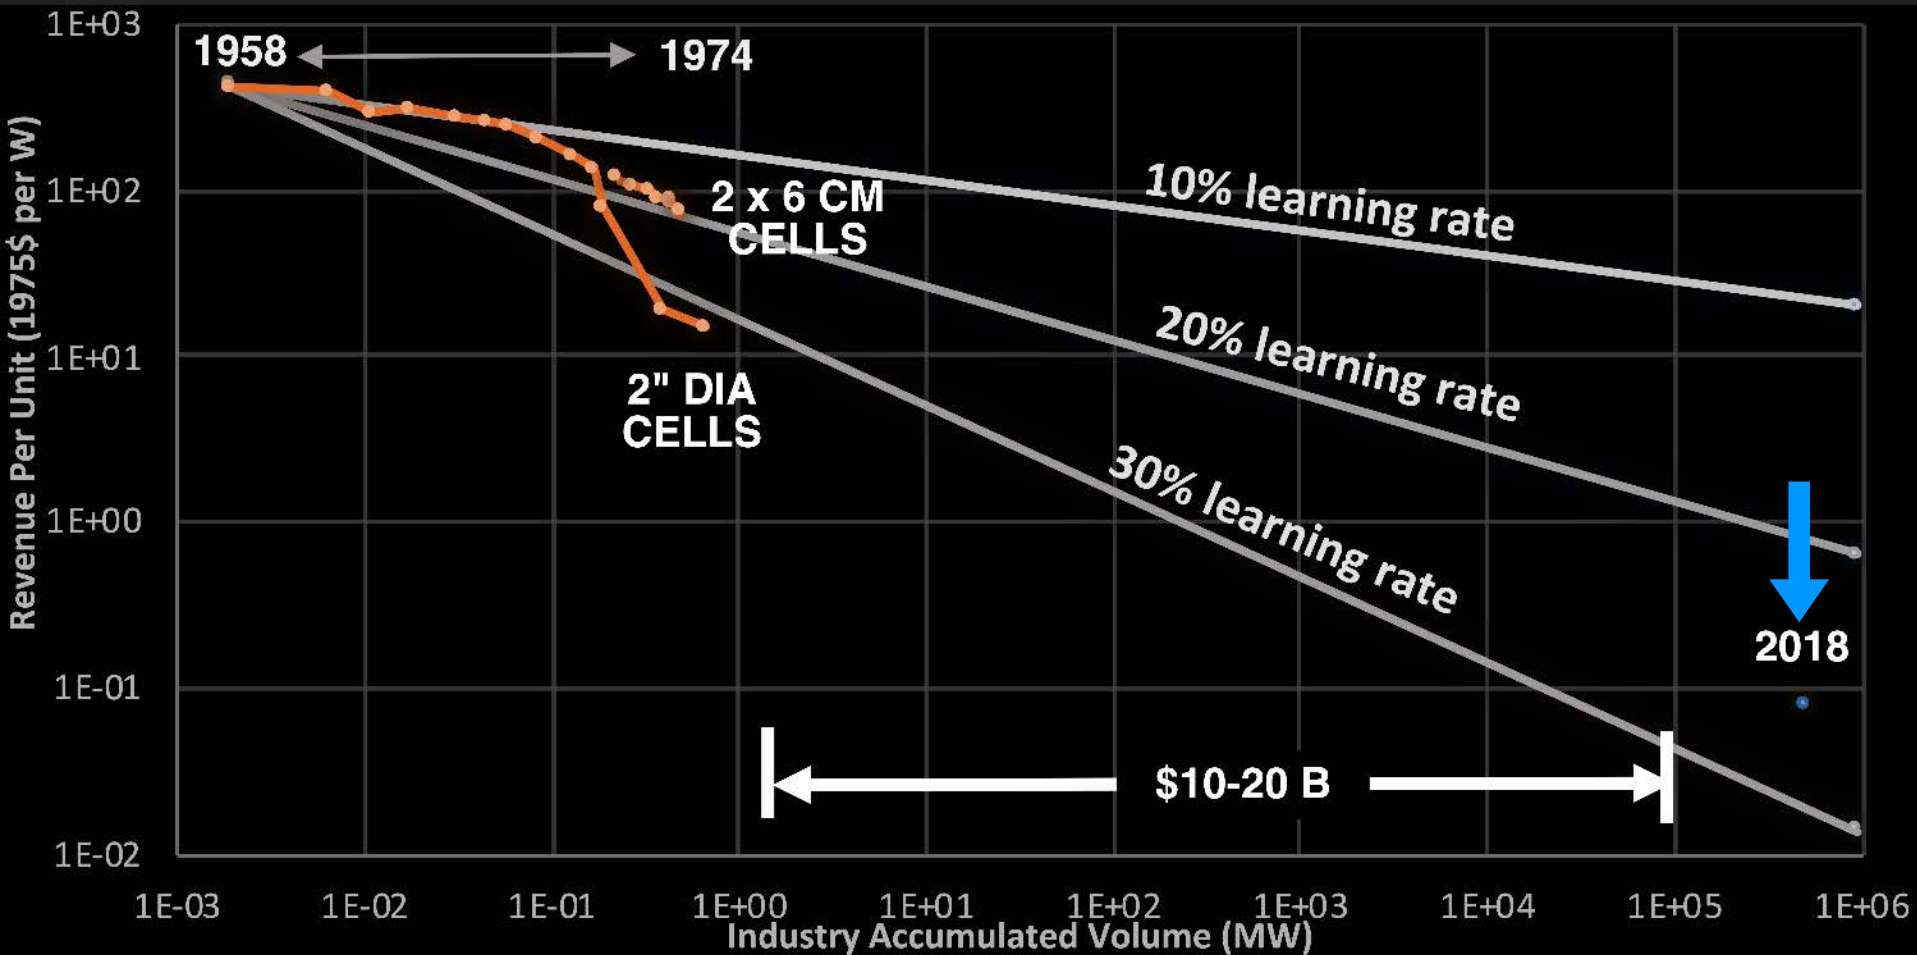 1E+03
1E+02
1E+01
1E+00
1E-01
1E-02
Revenue Per Unit (1975$ per W)
1958
1974
2 x 6 CM
CELLS
2" DIA
CELLS
10% learning rate
20% learning rate
30% learning rate
2018
$10-20 B
1E-03 1E-02 1E-01 1E+00 1E+01 1E+02 1E+03 1E+04 1E+05 1E+06
Industry Accumulated Volume (MW)